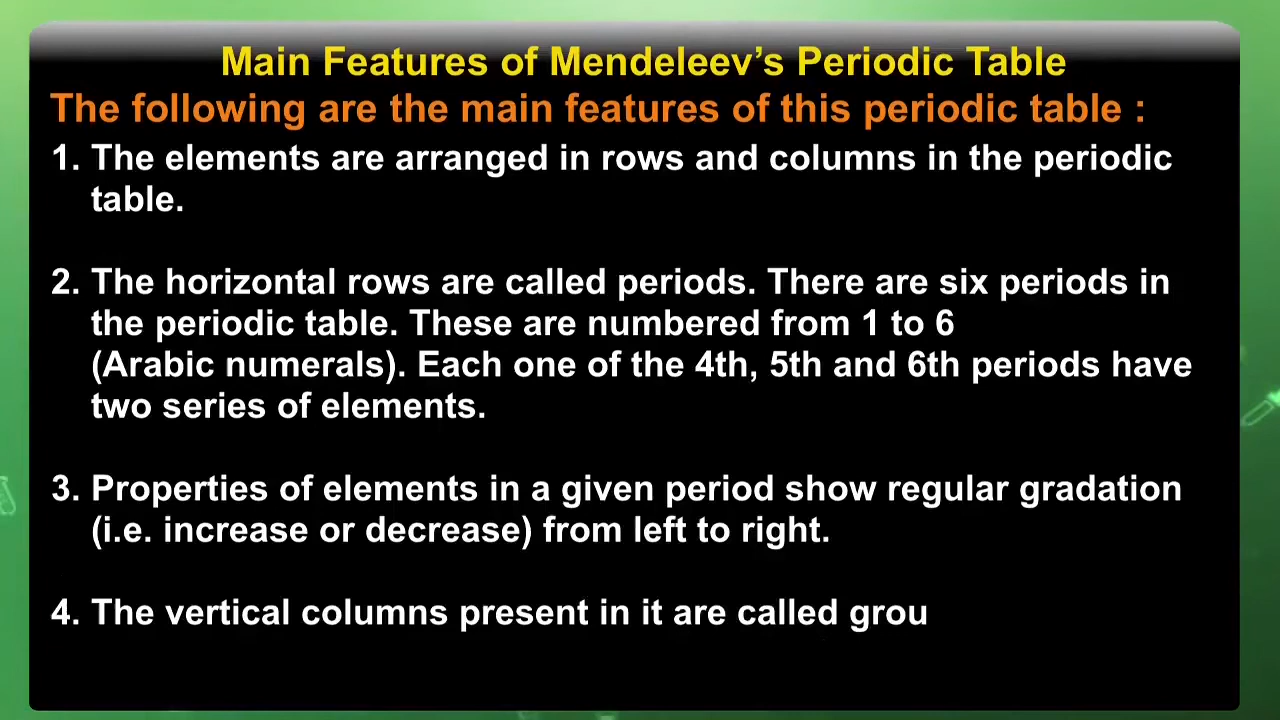 Main Features of Mendeleev’s Periodic Table
The following are the main features of this periodic table :
1. The elements are arranged in rows and columns in the periodic
table.
2. The horizontal rows are called periods. There are six periods in
the periodic table. These are numbered from 1 to 6
(Arabic numerals). Each one of the 4th, 5th and 6th periods have
two series of elements.
3. Properties of elements in a given period show regular gradation
(i.e. increase or decrease) from left to right.
4. The vertical columns present in it are called grou